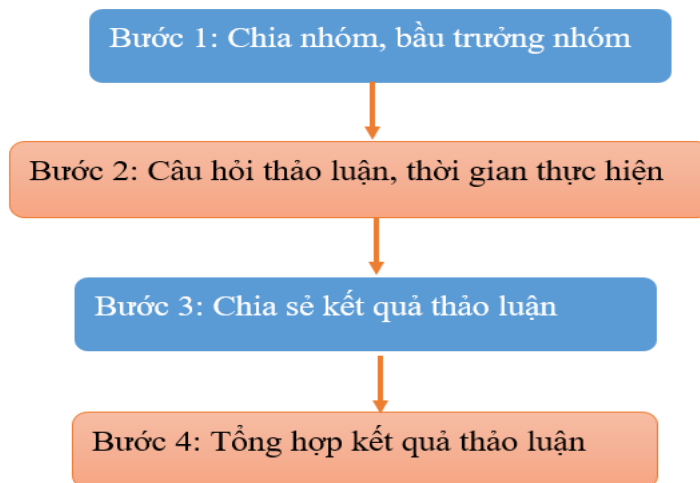 Bước 1: Chia nhóm, bầu trưởng nhóm
Bước 2: Câu hỏi thảo luận, thời gian thực hiện
Bước 3: Chia sẻ kết quả thảo luận
Bước 4: Tổng hợp kết quả thảo luận